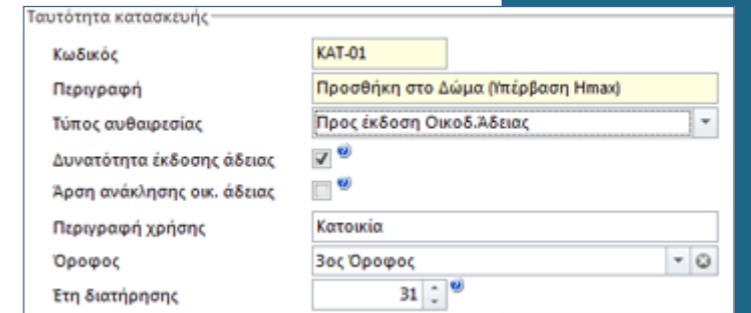 Ταυτότητα κατασκευής
Κωδικός ΚΑΤ-01
Περιγραφή Προσθήκη στο Δώμα (Υπέρβαση Hmax)
Τύπος αυθαιρεσίας Προς έκδοση Οικοδ.Άδειας
Δυνατότητα έκδοσης άδειας
Άρση ανάκλησης οικ. άδειας
Περιγραφή χρήσης Κατοικία
Όροφος 3ος Όροφος
Έτη διατήρησης 31